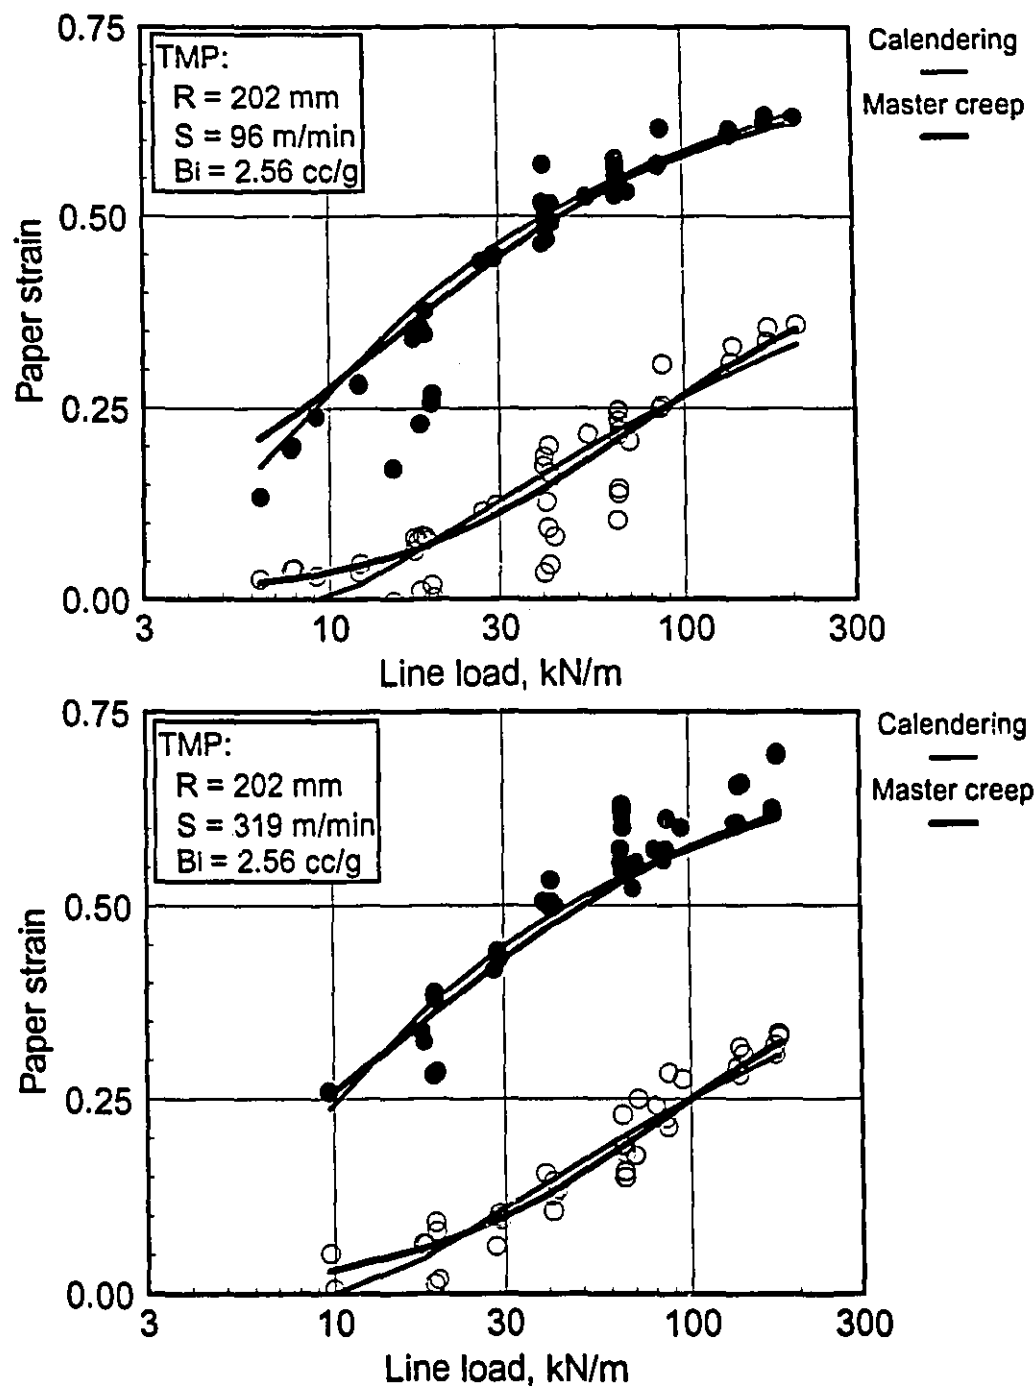 0.75
TMP:
R = 202 mm
S = 96 m/min
Bi = 2.56 cc/g
Calendering
Master creep
0.50
0.25
0.00
Paper strain
3 10 30 100 300
Line load, kN/m
0.75
TMP:
R = 202 mm
S = 319 m/min
Bi = 2.56 cc/g
Calendering
Master creep
0.50
0.25
0.00
Paper strain
3 10 30 100 300
Line load, kN/m